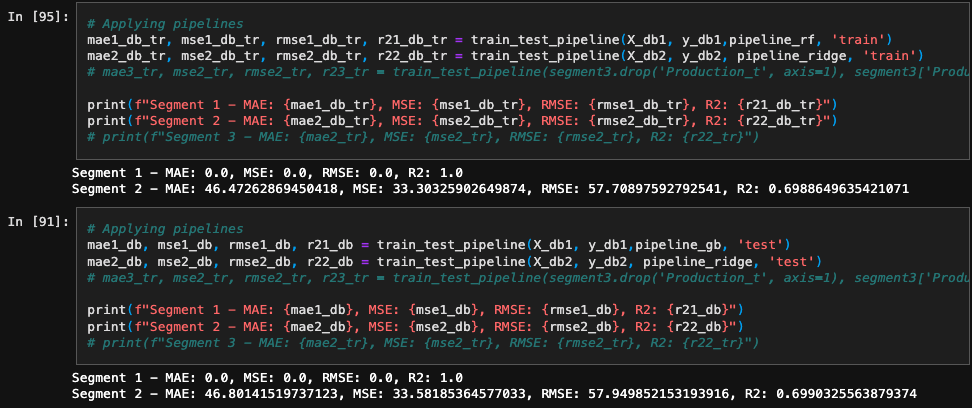 In [95]:
# Applying pipelines
mae1_db_tr, mse1_db_tr, rmse1_db_tr, r21_db_tr = train_test_pipeline(X_db1, y_db1,pipeline_rf, 'train')
mae2_db_tr, mse2_db_tr, rmse2_db_tr, r22_db_tr = train_test_pipeline(X_db2, y_db2, pipeline_ridge, 'train')
# mae3_tr, mse2_tr, rmse2_tr, r23_tr = train_test_pipeline(segment3.drop('Production_t', axis=1), segment3['Produ
print(f"Segment 1 – MAE: {mae1_db_tr}, MSE: {mse1_db_tr}, RMSE: {rmse1_db_tr}, R2: {r21_db_tr}")
print(f"Segment 2 – MAE: {mae2_db_tr}, MSE: {mse2_db_tr}, RMSE: {rmse2_db_tr}, R2: {r22_db_tr}")
# print(f"Segment 3 – MAE: {mae2_tr}, MSE: {mse2_tr}, RMSE: {rmse2_tr}, R2: {r22_tr}")
Segment 1 – MAE: 0.0, MSE: 0.0, RMSE: 0.0, R2: 1.0
Segment 2 – MAE: 46.47262869450418, MSE: 33.30325902649874, RMSE: 57.70897592792541, R2: 0.6988649635421071
In [91]:
# Applying pipelines
mae1_db, mse1_db, rmse1_db, r21_db = train_test_pipeline(X_db1, y_db1,pipeline_gb, 'test')
mae2_db, mse2_db, rmse2_db, r22_db = train_test_pipeline(X_db2, y_db2, pipeline_ridge, 'test')
# mae3_tr, mse2_tr, rmse2_tr, r23_tr = train_test_pipeline(segment3.drop('Production_t', axis=1), segment3['Produ
print(f"Segment 1 – MAE: {mae1_db}, MSE: {mse1_db}, RMSE: {rmse1_db}, R2: {r21_db}")
print(f"Segment 2 – MAE: {mae2_db}, MSE: {mse2_db}, RMSE: {rmse2_db}, R2: {r22_db}")
# print(f"Segment 3 – MAE: {mae2_tr}, MSE: {mse2_tr}, RMSE: {rmse2_tr}, R2: {r22_tr}")
Segment 1 – MAE: 0.0, MSE: 0.0, RMSE: 0.0, R2: 1.0
Segment 2 – MAE: 46.80141519737123, MSE: 33.58185364577033, RMSE: 57.949852153193916, R2: 0.6990325563879374